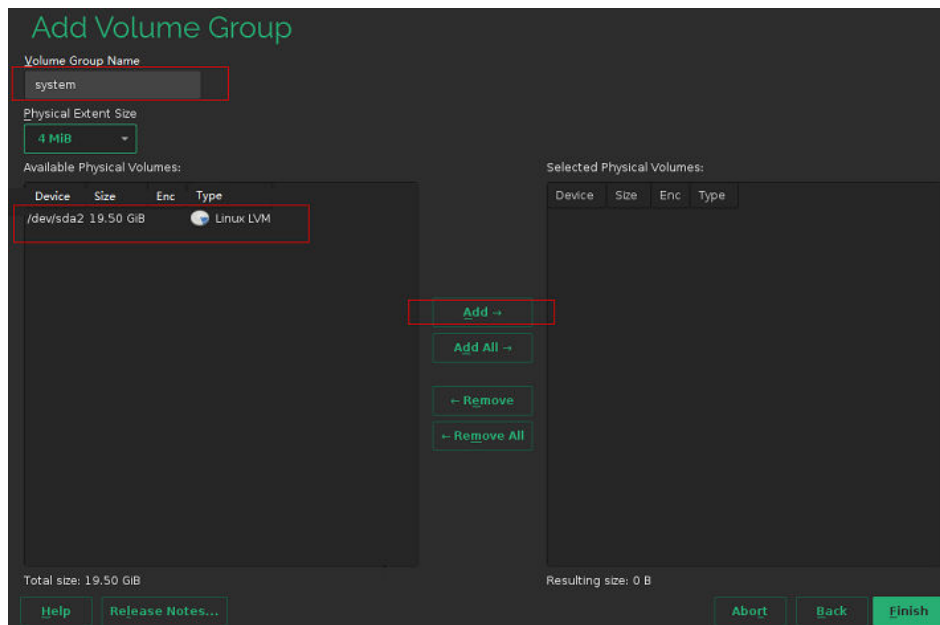 Add Volume Group
Volume Group Name
system
Physical Extent Size
4 MiB
Available Physical Volumes:
Selected Physical Volumes:
Device Size Enc Type
Device Size Enc Type
/dev/sda2 19.50 GiB Linux LVM
Add →
Add All →
← Remove
← Remove All
Total size: 19.50 GiB
Resulting size: 0 B
Help Release Notes... Abort Back Finish